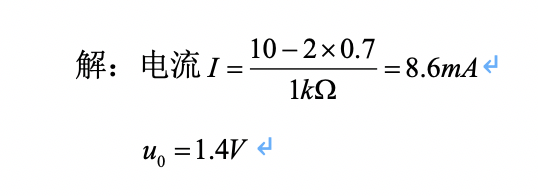 解：电流 I = (10 − 2×0.7) / 1kΩ = 8.6mA ↵
u₀ = 1.4V ↵